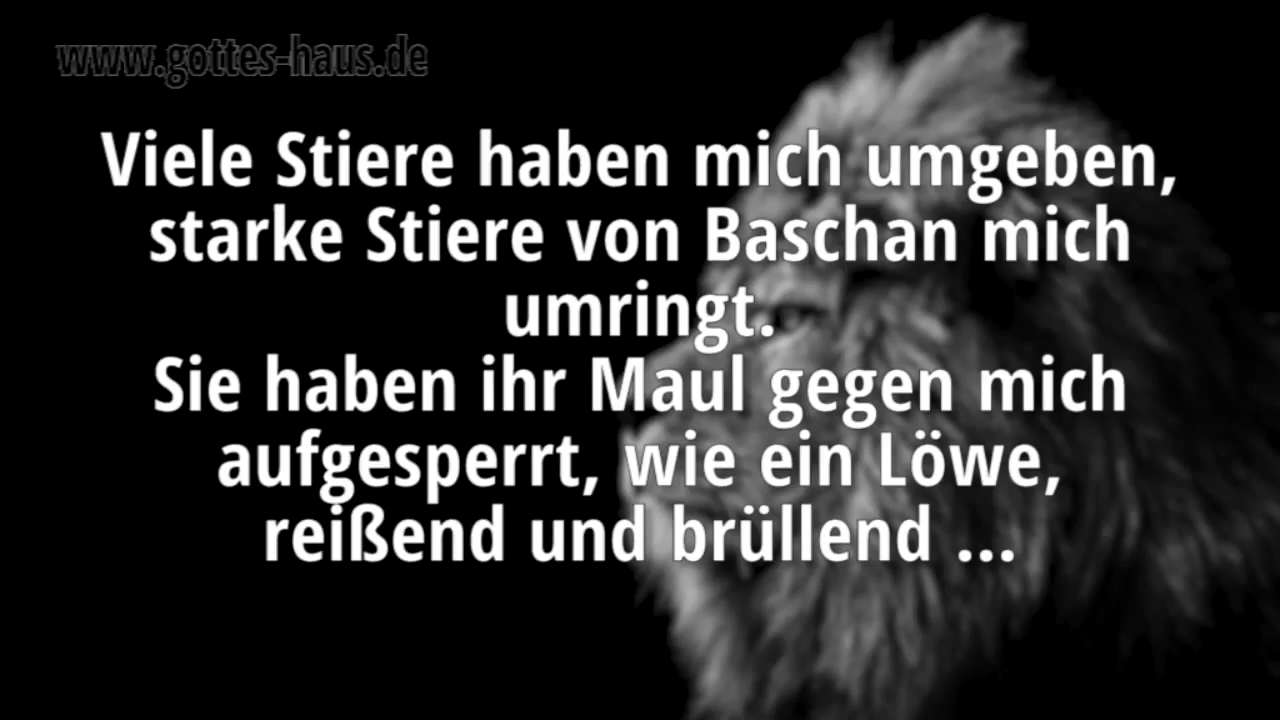 www.gottes-haus.de
Viele Stiere haben mich umgeben,
starke Stiere von Baschan mich
umringt.
Sie haben ihr Maul gegen mich
aufgesperrt, wie ein Löwe,
reißend und brüllend ...